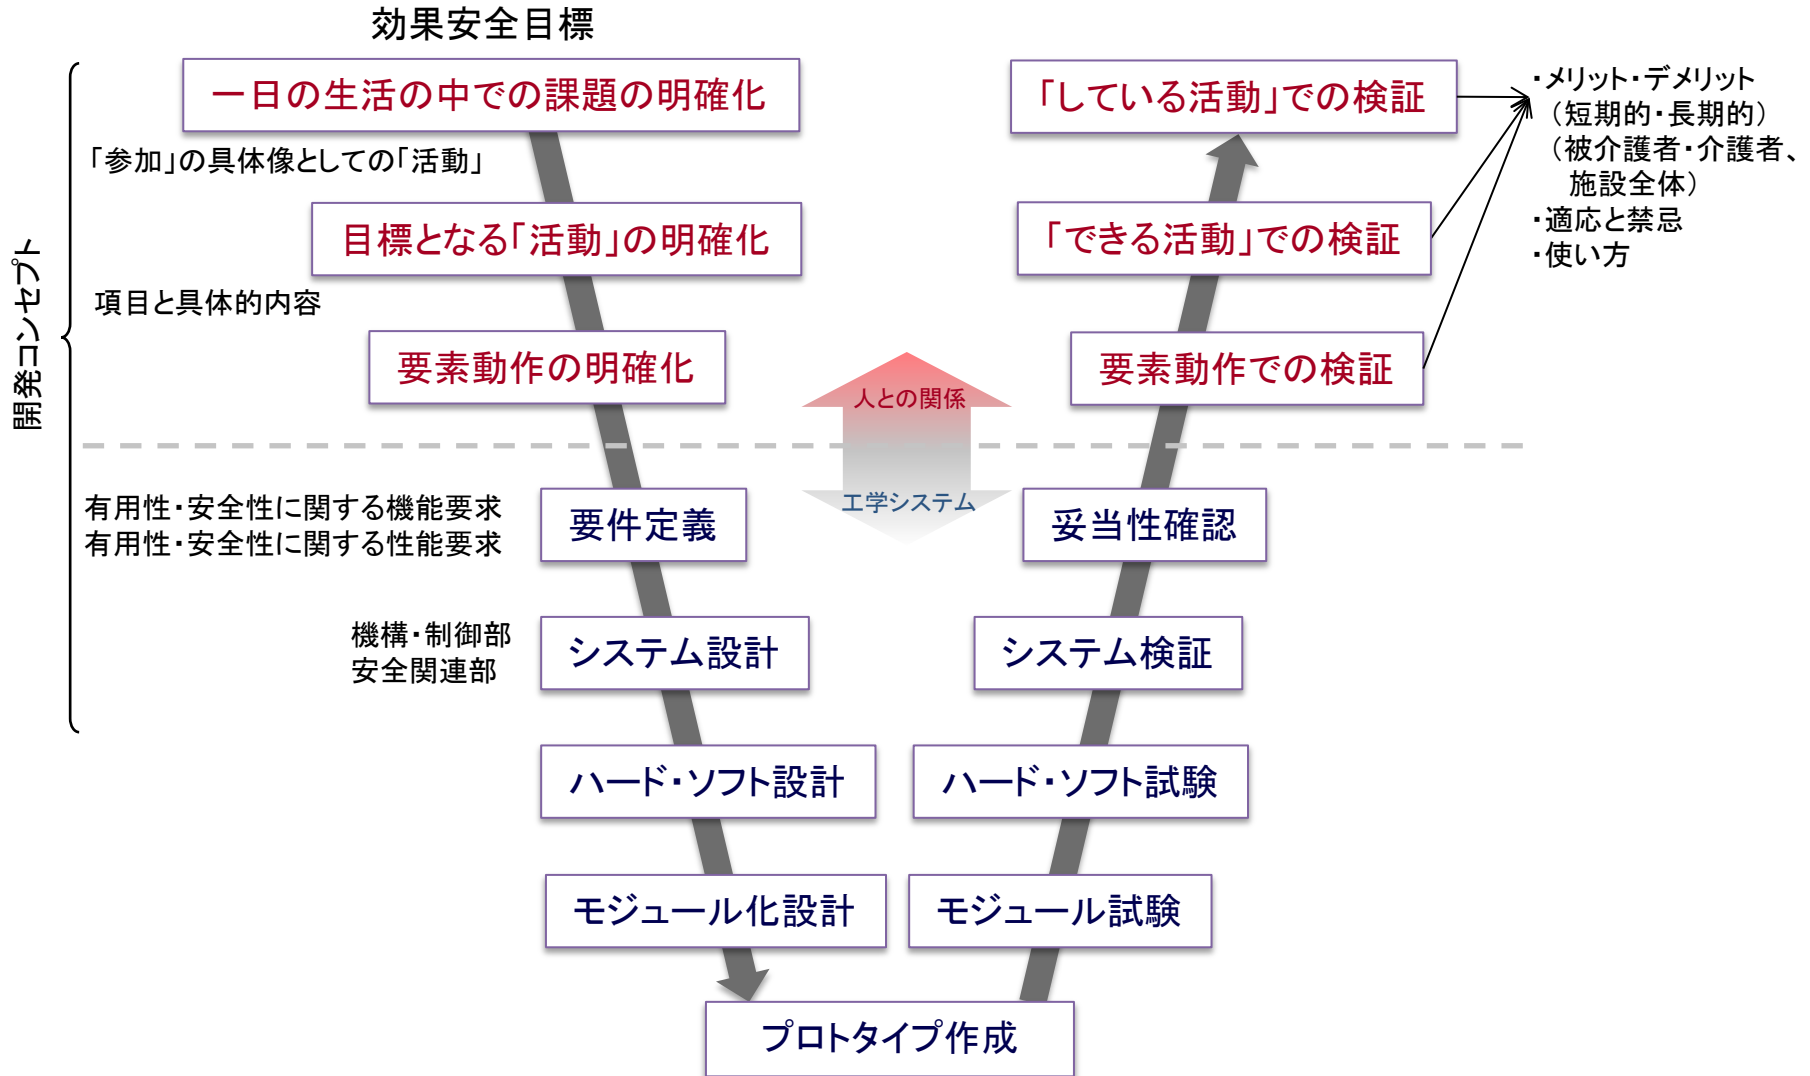 効果安全目標
一日の生活の中での課題の明確化
「参加」の具体像としての「活動」
目標となる「活動」の明確化
項目と具体的内容
要素動作の明確化
開発コンセプト
有用性・安全性に関する機能要求
有用性・安全性に関する性能要求
要件定義
機構・制御部
安全関連部
システム設計
ハード・ソフト設計
モジュール化設計
プロトタイプ作成
人との関係
工学システム
「している活動」での検証
「できる活動」での検証
要素動作での検証
妥当性確認
システム検証
ハード・ソフト試験
モジュール試験
・メリット・デメリット
（短期的・長期的）
（被介護者・介護者、
施設全体）
・適応と禁忌
・使い方